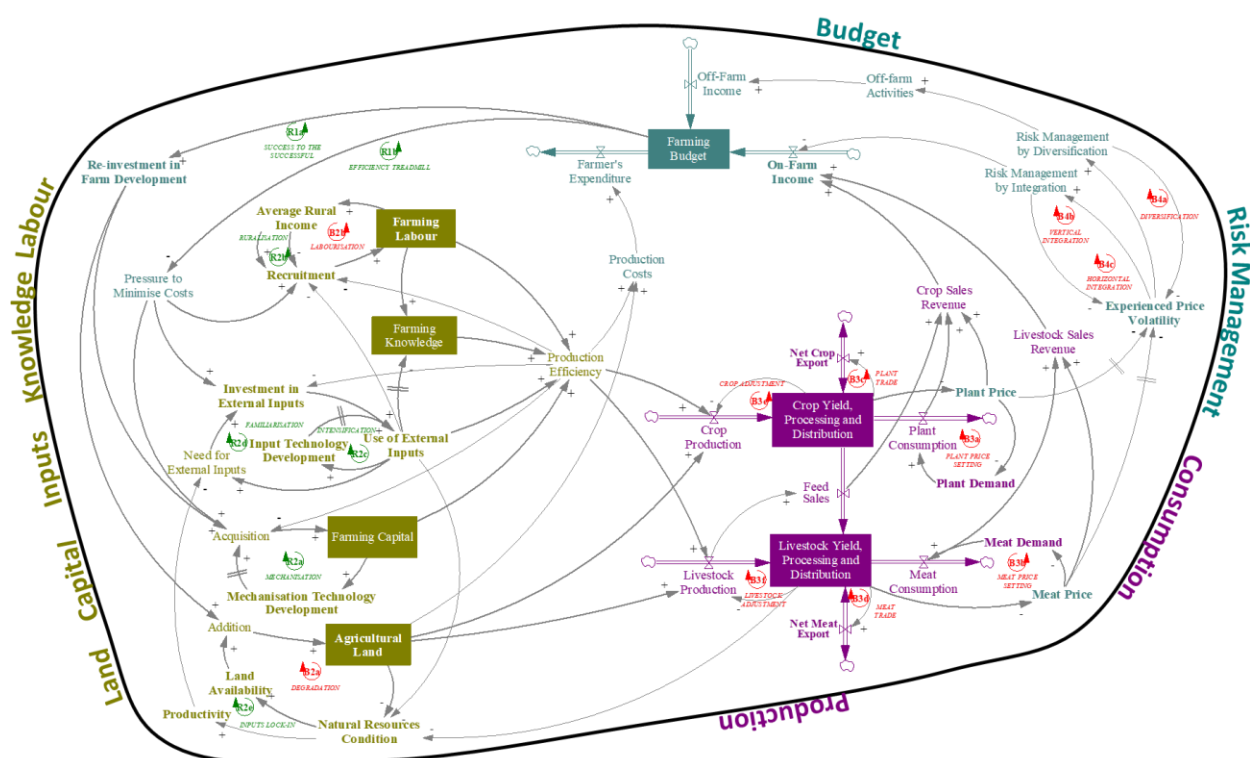 Budget
Off-Farm
Income
Off-farm
Activities
R1a
SUCCESS TO THE
SUCCESSFUL
Re-investment in
Farm Development
R1b
EFFICIENCY TREADMILL
Farming
Budget
Farmer's
Expenditure
On-Farm
Income
Risk Management
by Diversification
Risk Management
by Integration
B4a
DIVERSIFICATION
B4b
VERTICAL
INTEGRATION
B4c
HORIZONTAL
INTEGRATION
Risk Management
Average Rural
Income
RURALISATION
R2b
B2b
LABOURISATION
Farming
Labour
Recruitment
Pressure to
Minimise Costs
Production
Costs
Farming
Knowledge
Production
Efficiency
Crop Sales
Revenue
Livestock Sales
Revenue
Experienced Price
Volatility
Net Crop
Export
B3c
PLANT
TRADE
CROP ADJUSTMENT
B3e
Crop Yield,
Processing and
Distribution
Crop
Production
Plant Price
Plant
Consumption
B3a
PLANT PRICE
SETTING
Plant Demand
Investment in
External Inputs
FAMILIARISATION
R2d
INTENSIFICATION
Input Technology
Development
R2c
Use of External
Inputs
Need for
External Inputs
Feed
Sales
Acquisition
Farming Capital
R2a
MECHANISATION
Mechanisation Technology
Development
Livestock
Production
B3f
LIVESTOCK
ADJUSTMENT
Livestock Yield,
Processing and
Distribution
B3d
MEAT
TRADE
Meat
Consumption
Meat Demand
B3b
MEAT PRICE
SETTING
Meat Price
Net Meat
Export
Addition
Agricultural
Land
B2a
DEGRADATION
Land
Availability
Productivity
R2e
INPUTS LOCK-IN
Natural Resources
Condition
Labour
Knowledge
Inputs
Capital
Land
Production
Consumption